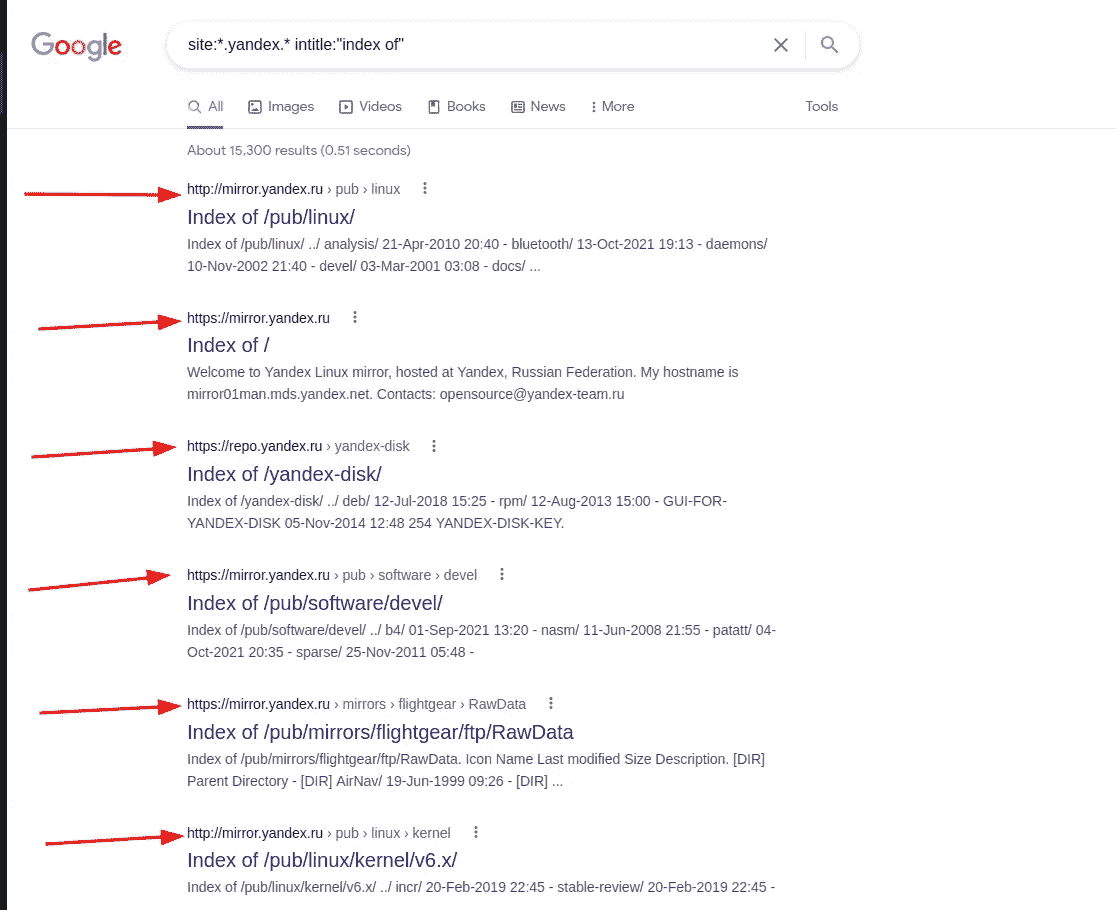 Google
site:*.yandex.* intitle:"index of"
All Images Videos Books News More Tools
About 15,300 results (0.51 seconds)
http://mirror.yandex.ru › pub › linux
Index of /pub/linux/
Index of /pub/linux/ ../ analysis/ 21-Apr-2010 20:40 - bluetooth/ 13-Oct-2021 19:13 - daemons/
10-Nov-2002 21:40 - devel/ 03-Mar-2001 03:08 - docs/ ...
https://mirror.yandex.ru
Index of /
Welcome to Yandex Linux mirror, hosted at Yandex, Russian Federation. My hostname is
mirror01man.mds.yandex.net. Contacts: opensource@yandex-team.ru
https://repo.yandex.ru › yandex-disk
Index of /yandex-disk/
Index of /yandex-disk/ ../ deb/ 12-Jul-2018 15:25 - rpm/ 12-Aug-2013 15:00 - GUI-FOR-
YANDEX-DISK 05-Nov-2014 12:48 254 YANDEX-DISK-KEY.
https://mirror.yandex.ru › pub › software › devel
Index of /pub/software/devel/
Index of /pub/software/devel/ ../ b4/ 01-Sep-2021 13:20 - nasm/ 11-Jun-2008 21:55 - patatt/ 04-
Oct-2021 20:35 - sparse/ 25-Nov-2011 05:48 -
https://mirror.yandex.ru › mirrors › flightgear › RawData
Index of /pub/mirrors/flightgear/ftp/RawData
Index of /pub/mirrors/flightgear/ftp/RawData. Icon Name Last modified Size Description. [DIR]
Parent Directory - [DIR] AirNav/ 19-Jun-1999 09:26 - [DIR] ...
http://mirror.yandex.ru › pub › linux › kernel
Index of /pub/linux/kernel/v6.x/
Index of /pub/linux/kernel/v6.x/ ../ incr/ 20-Feb-2019 22:45 - stable-review/ 20-Feb-2019 22:45 -